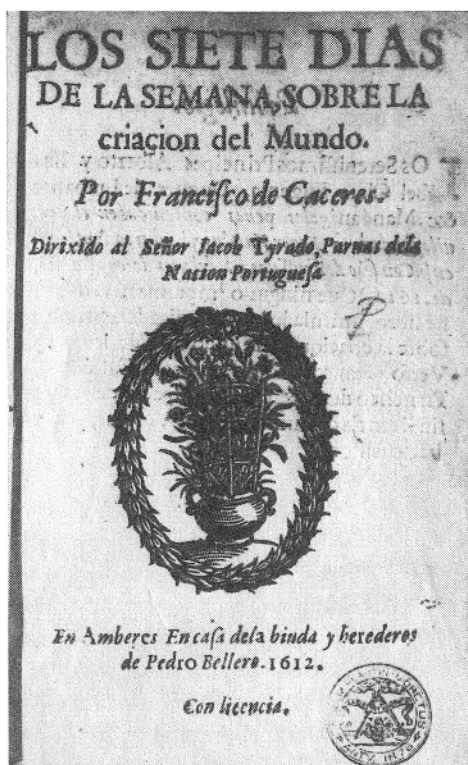 LOS SIETE DIAS
DE LA SEMANA, SOBRE LA
criaçion del Mundo.
Por Franciſco de Caceres.
Dirixido al Señor Iacob Tyrado, Parnas dela
Nacion Portugueſa
P
En Amberes En caſa dela biuda y herederos
de Pedro Bellero. 1612.
Con licencia.